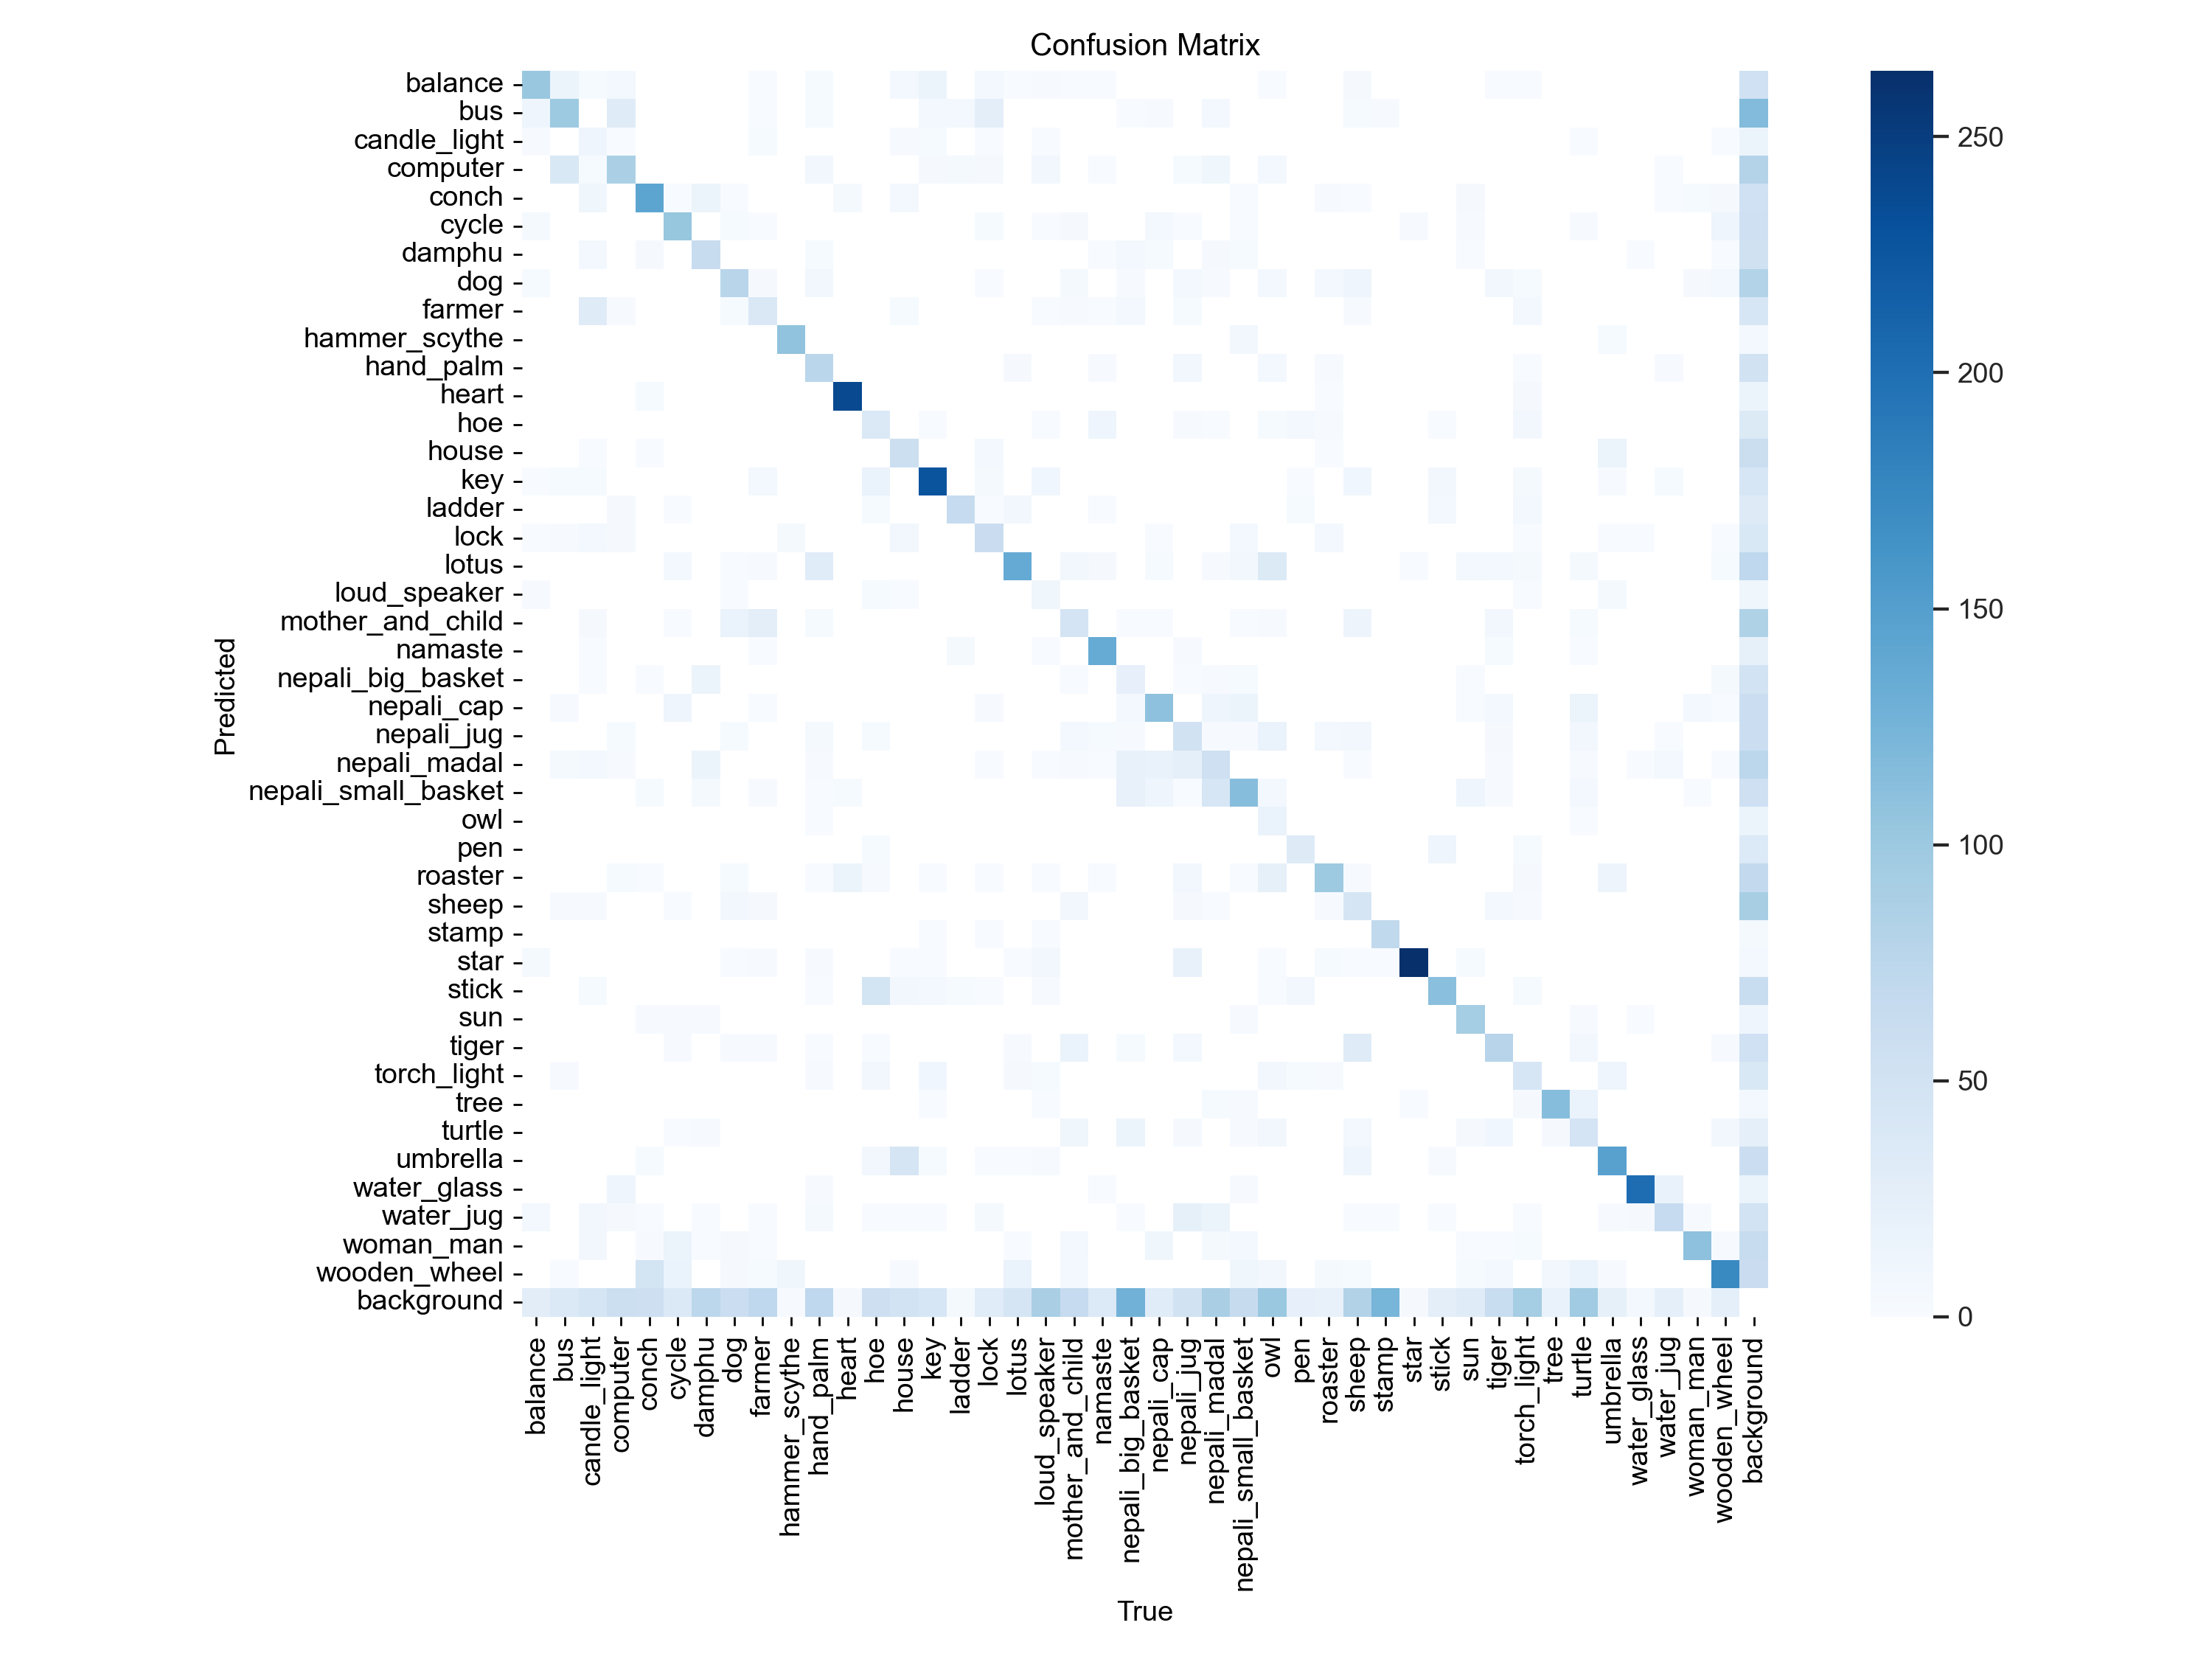 Confusion Matrix
balance
bus
candle_light
computer
conch
cycle
damphu
dog
farmer
hammer_scythe
hand_palm
heart
hoe
house
key
ladder
lock
lotus
loud_speaker
mother_and_child
namaste
nepali_big_basket
nepali_cap
nepali_jug
nepali_madal
nepali_small_basket
owl
pen
roaster
sheep
stamp
star
stick
sun
tiger
torch_light
tree
turtle
umbrella
water_glass
water_jug
woman_man
wooden_wheel
background
Predicted
balance
bus
candle_light
computer
conch
cycle
damphu
dog
farmer
hammer_scythe
hand_palm
heart
hoe
house
key
ladder
lock
lotus
loud_speaker
mother_and_child
namaste
nepali_big_basket
nepali_cap
nepali_jug
nepali_madal
nepali_small_basket
owl
pen
roaster
sheep
stamp
star
stick
sun
tiger
torch_light
tree
turtle
umbrella
water_glass
water_jug
woman_man
wooden_wheel
background
True
250
200
150
100
50
0